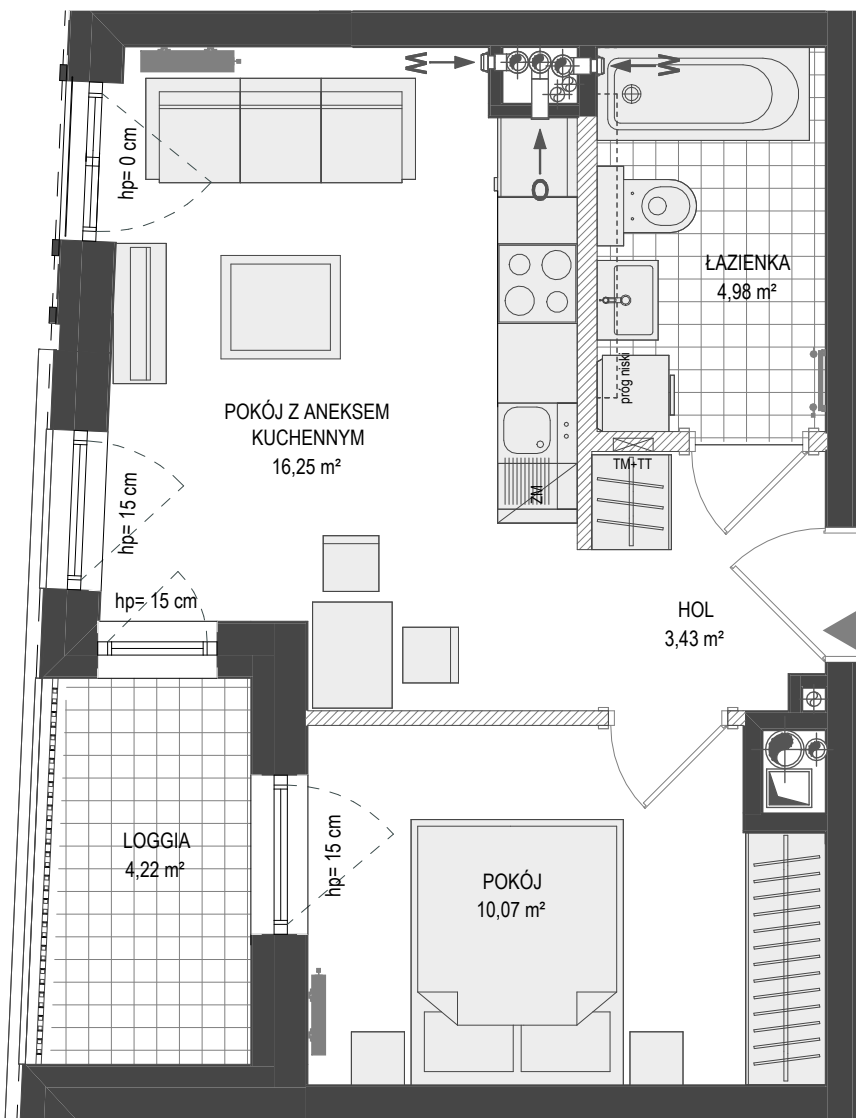 W
W
hp= 0 cm
O
ŁAZIENKA
4,98 m²
próg niski
POKÓJ Z ANEKSEM
KUCHENNYM
16,25 m²
TM+TT
ZM
hp= 15 cm
hp= 15 cm
HOL
3,43 m²
LOGGIA
4,22 m²
hp= 15 cm
POKÓJ
10,07 m²